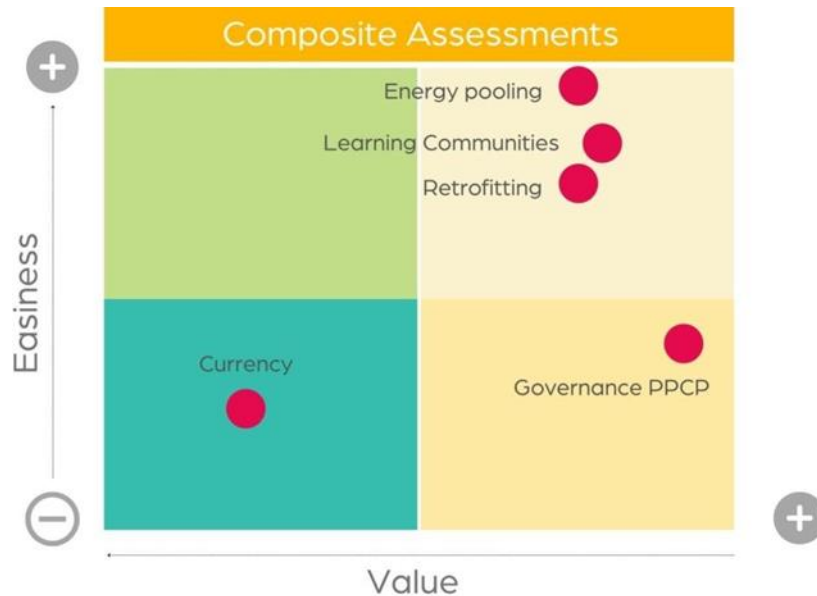 Composite Assessments
Energy pooling
Learning Communities
Retrofitting
Easiness
Currency
Governance PPCP
Value